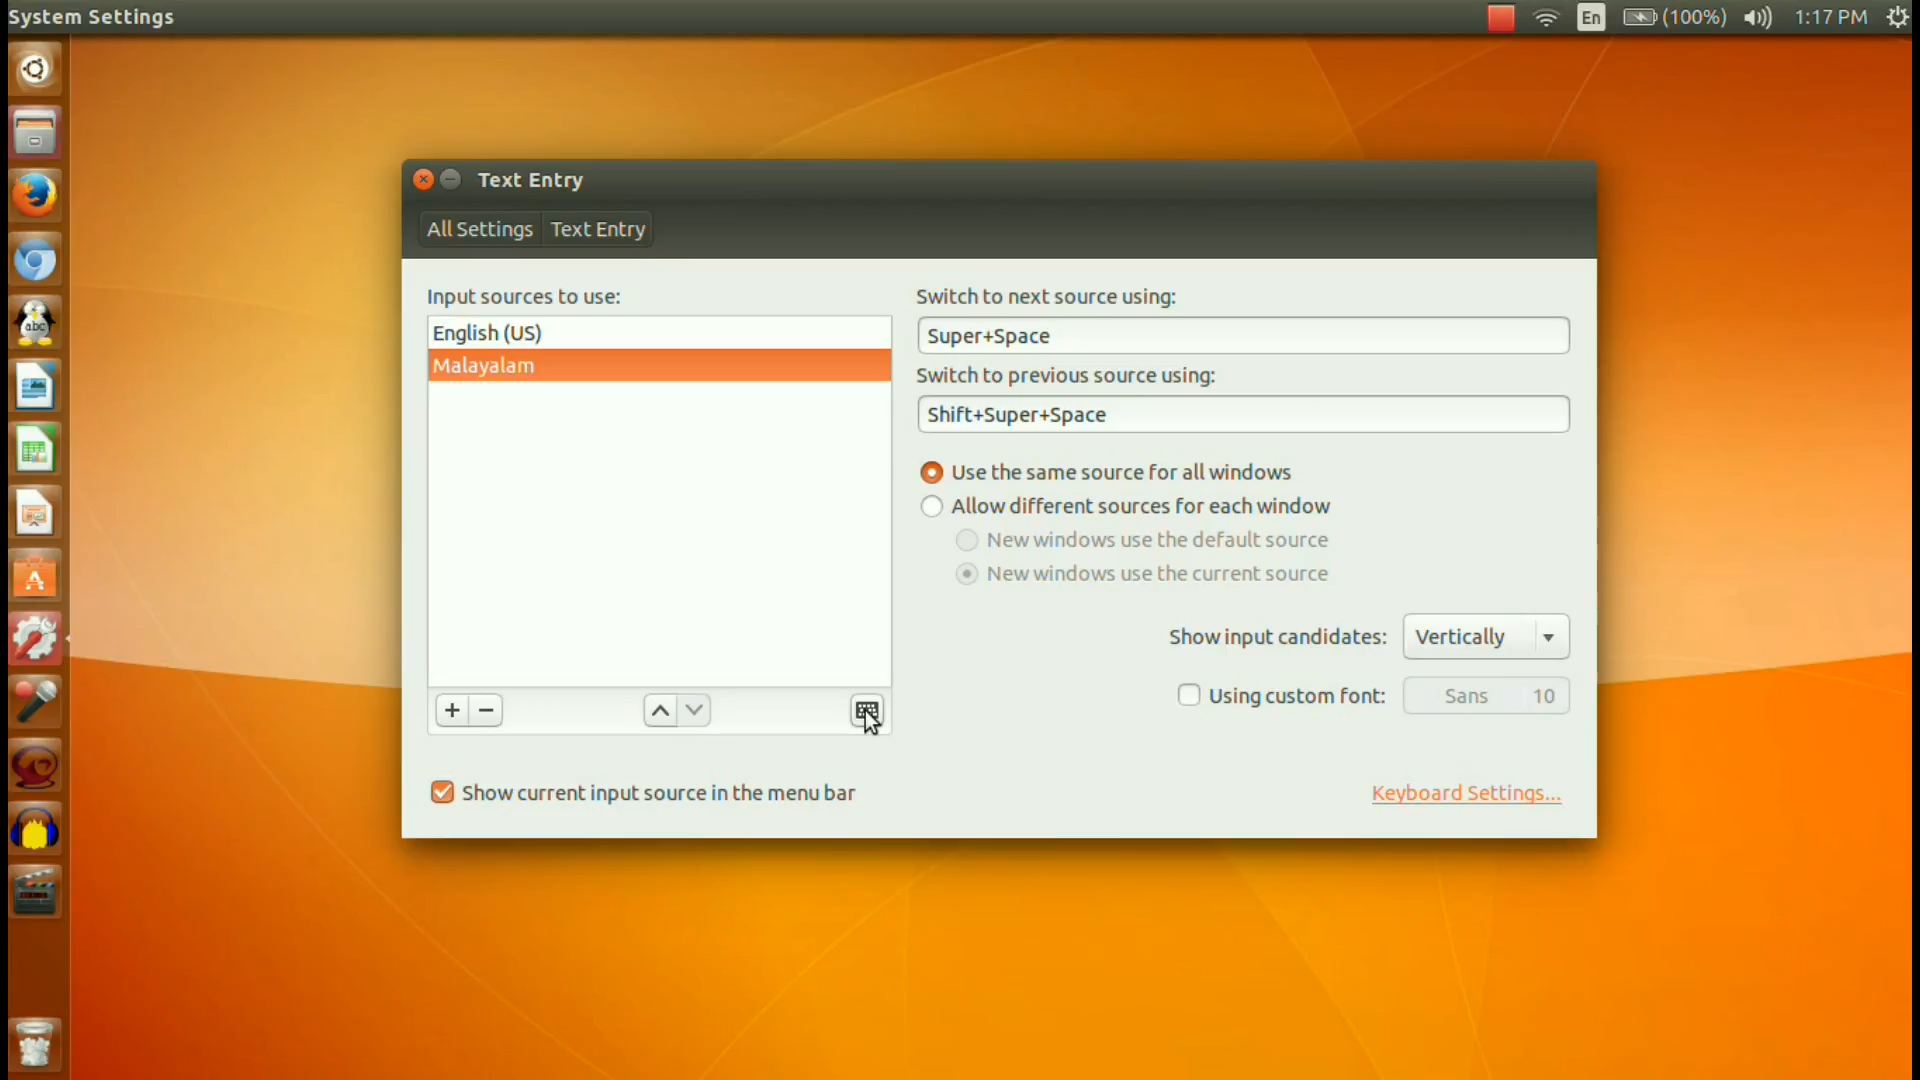 System Settings
En
(100%)
1:17 PM
Text Entry
All Settings
Text Entry
Input sources to use:
English (US)
Malayalam
Switch to next source using:
Super+Space
Switch to previous source using:
Shift+Super+Space
Use the same source for all windows
Allow different sources for each window
New windows use the default source
New windows use the current source
Show input candidates:
Vertically
Using custom font:
Sans
10
Show current input source in the menu bar
Keyboard Settings...
abc
A